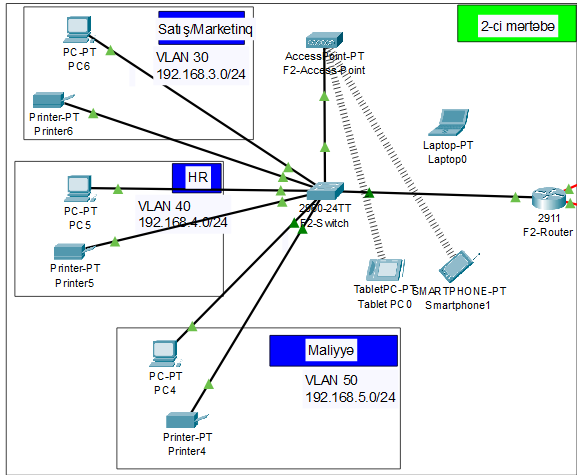 Satış/Marketinq
VLAN 30
192.168.3.0/24
PC-PT
PC6
Printer-PT
Printer6
AccessPoint-PT
F2-Access-Point
2-ci mərtəbə
Laptop-PT
Laptop0
HR
VLAN 40
192.168.4.0/24
PC-PT
PC5
Printer-PT
Printer5
2960-24TT
F2-Switch
2911
F2-Router
TabletPC-PT
Tablet PC0
SMARTPHONE-PT
Smartphone1
Maliyyə
VLAN 50
192.168.5.0/24
PC-PT
PC4
Printer-PT
Printer4